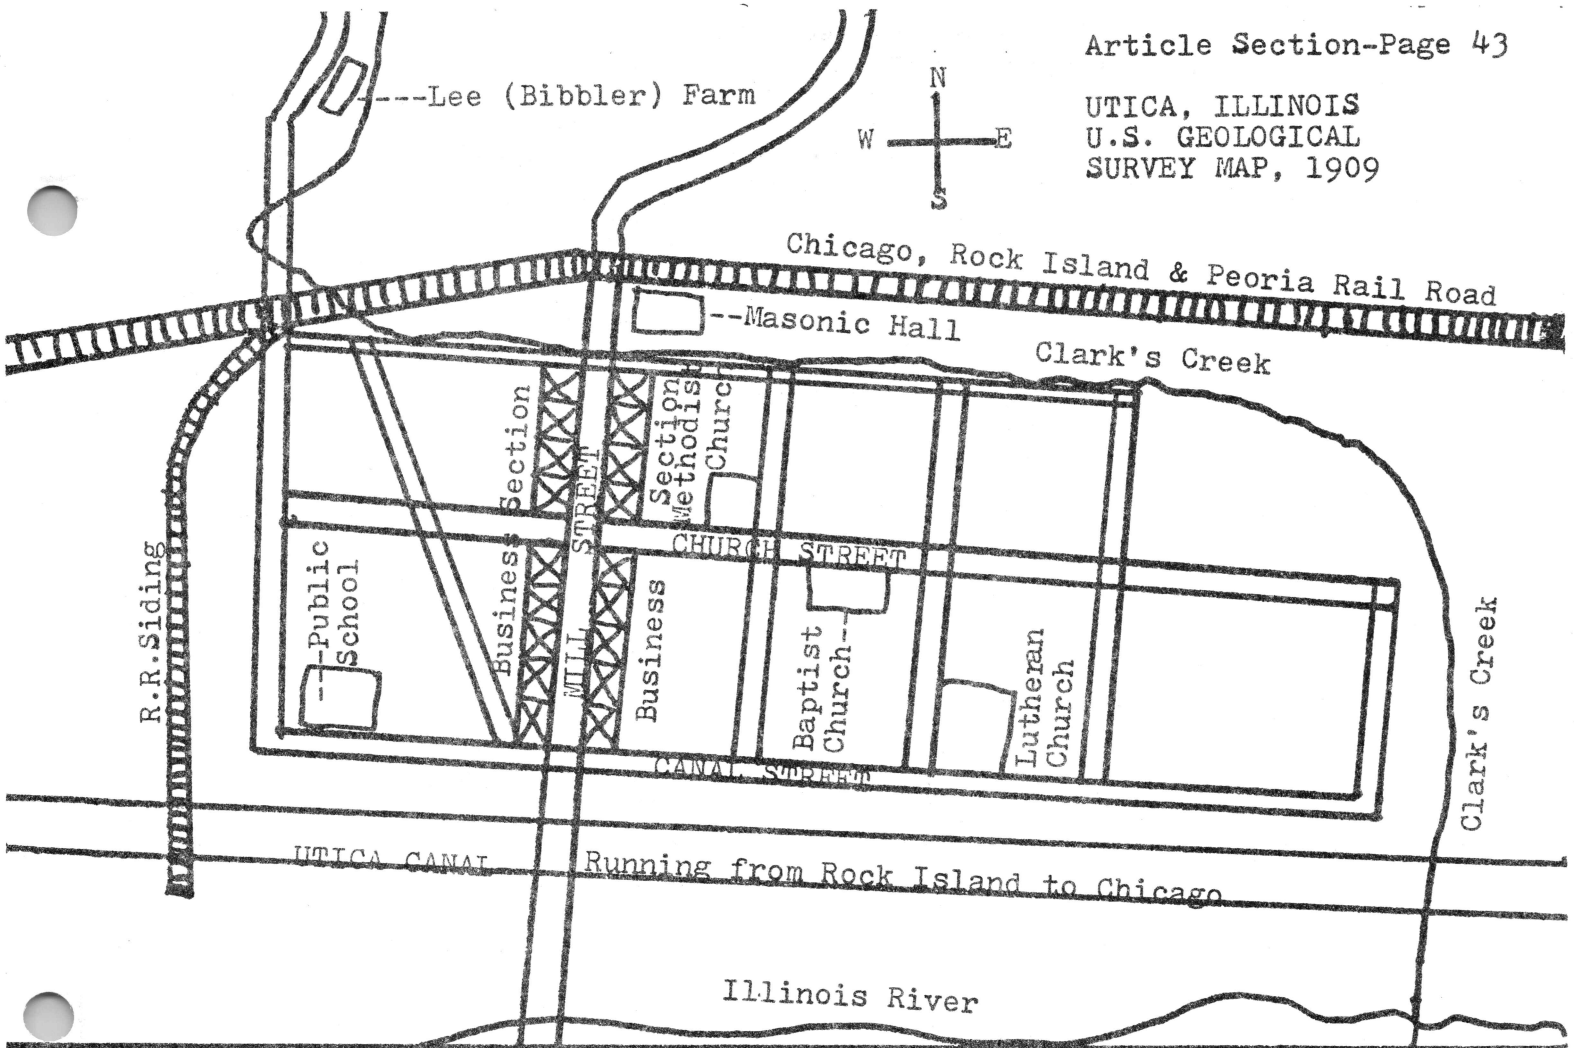 Article Section-Page 43
UTICA, ILLINOIS
U.S. GEOLOGICAL
SURVEY MAP, 1909
N
W E
S
---Lee (Bibbler) Farm
Chicago, Rock Island & Peoria Rail Road
--Masonic Hall
Clark's Creek
Business Section
Business
Section
Methodist
Church
MILL STREET
CHURCH STREET
--Public
School
R.R.Siding
Baptist
Church--
Lutheran
Church
Clark's Creek
CANAL STREET
UTICA CANAL Running from Rock Island to Chicago
Illinois River